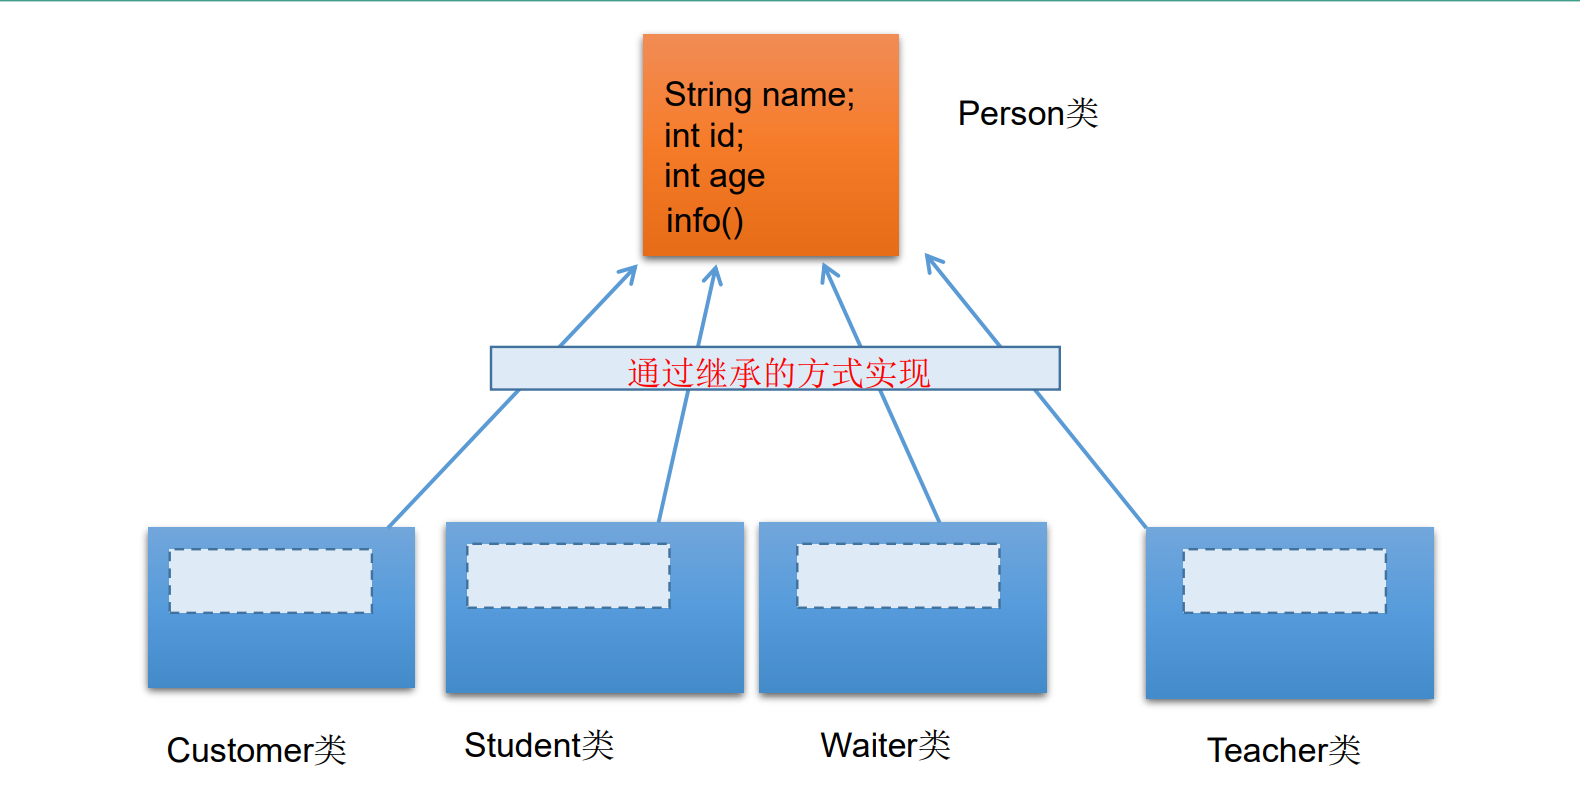 String name;
int id;
int age
info()
Person类
通过继承的方式实现
Customer类
Student类
Waiter类
Teacher类